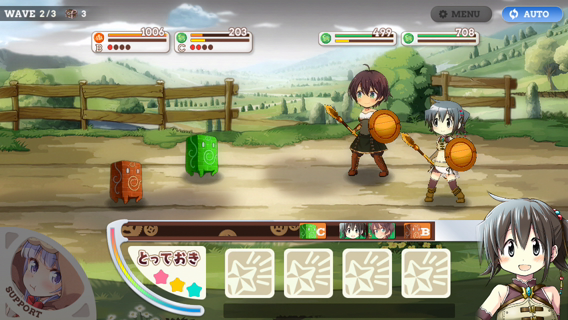 WAVE 2/3 3
MENU
AUTO
1006
B
203
C
499
708
C
B
とっておき
SUPPORT